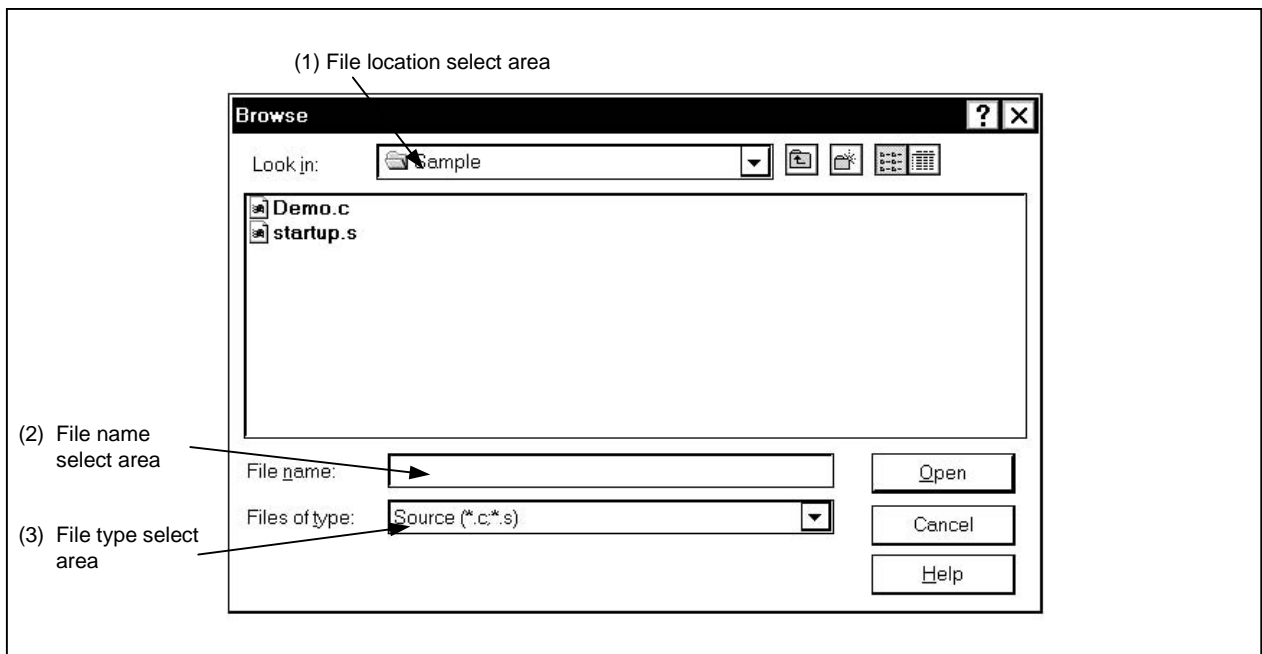 (1) File location select area
Browse
Look in:
Sample
Demo.c
startup.s
(2) File name
select area
File name:
Open
Files of type:
Source (*.c;*.s)
Cancel
(3) File type select
area
Help